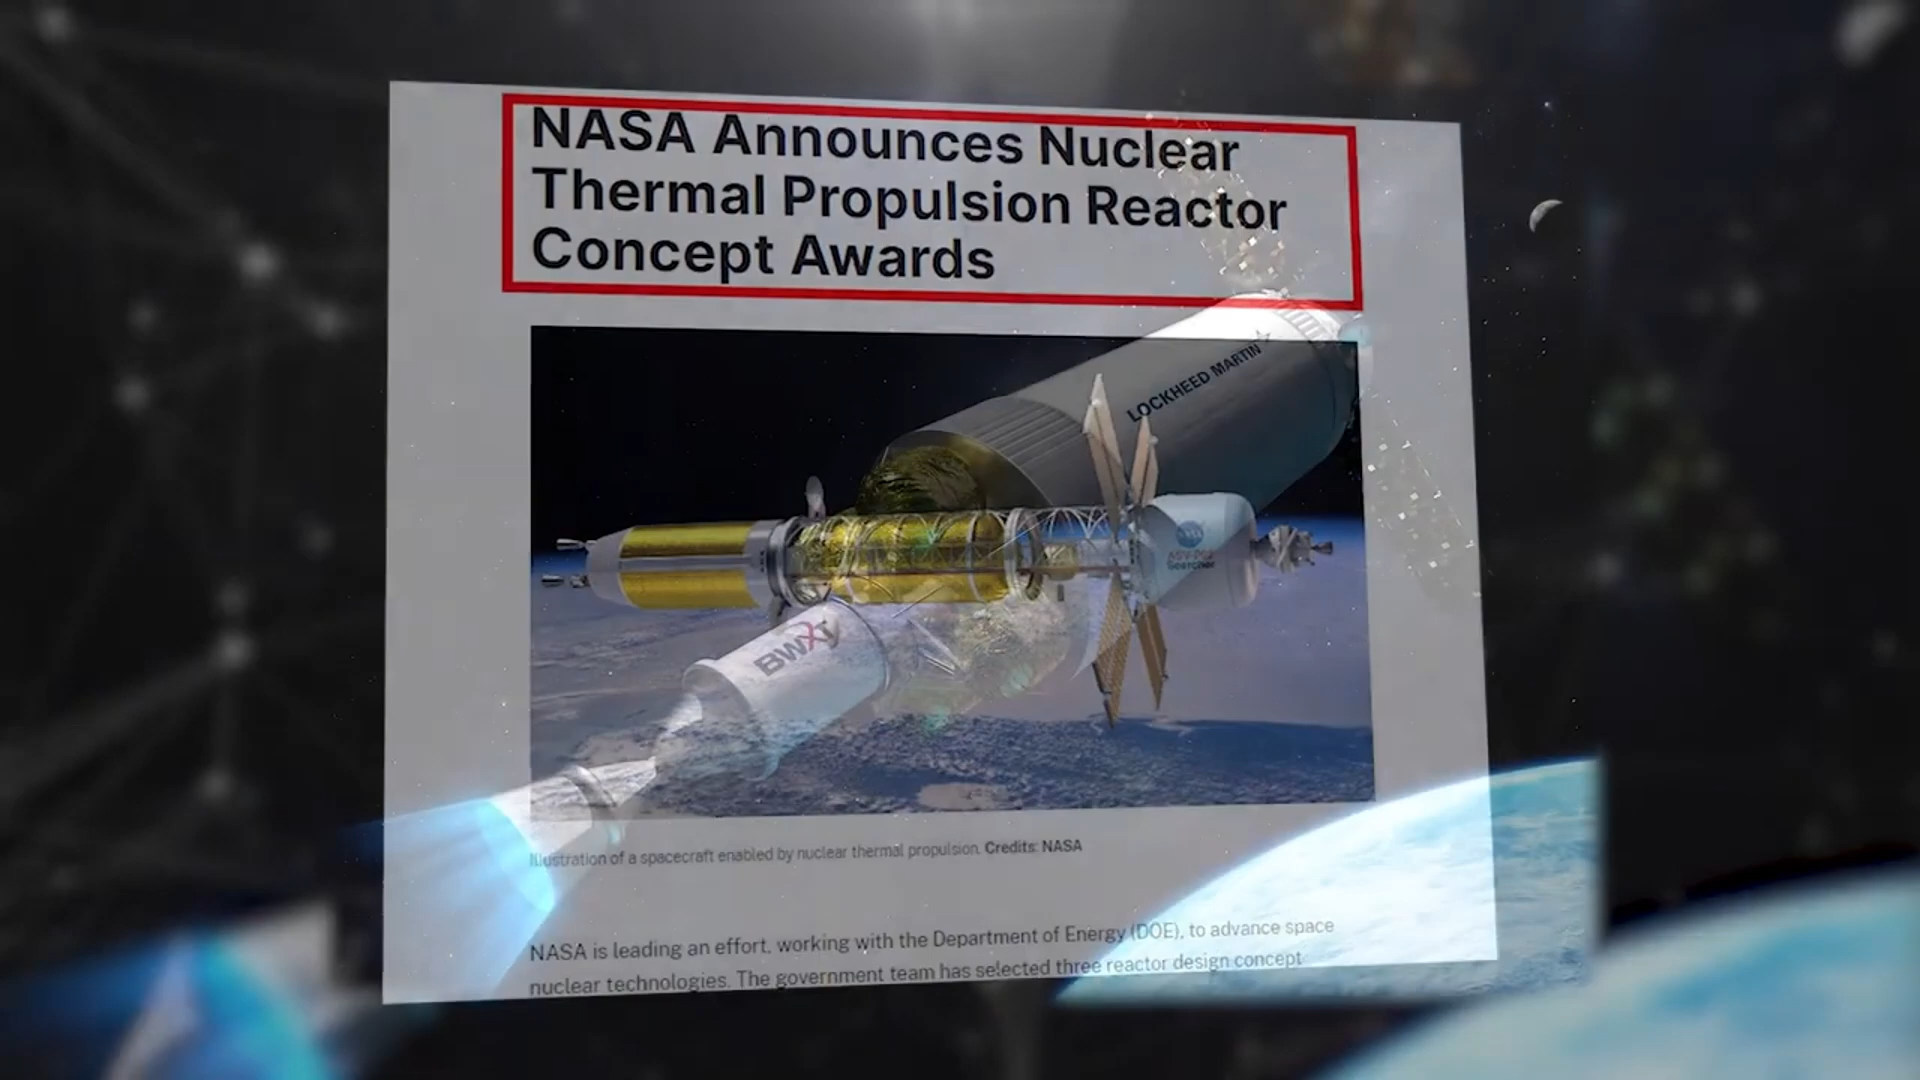 NASA Announces Nuclear
Thermal Propulsion Reactor
Concept Awards
LOCKHEED MARTIN
NASA
BWXT
Illustration of a spacecraft enabled by nuclear thermal propulsion. Credits: NASA
NASA is leading an effort, working with the Department of Energy (DOE), to advance space
nuclear technologies. The government team has selected three reactor design concept